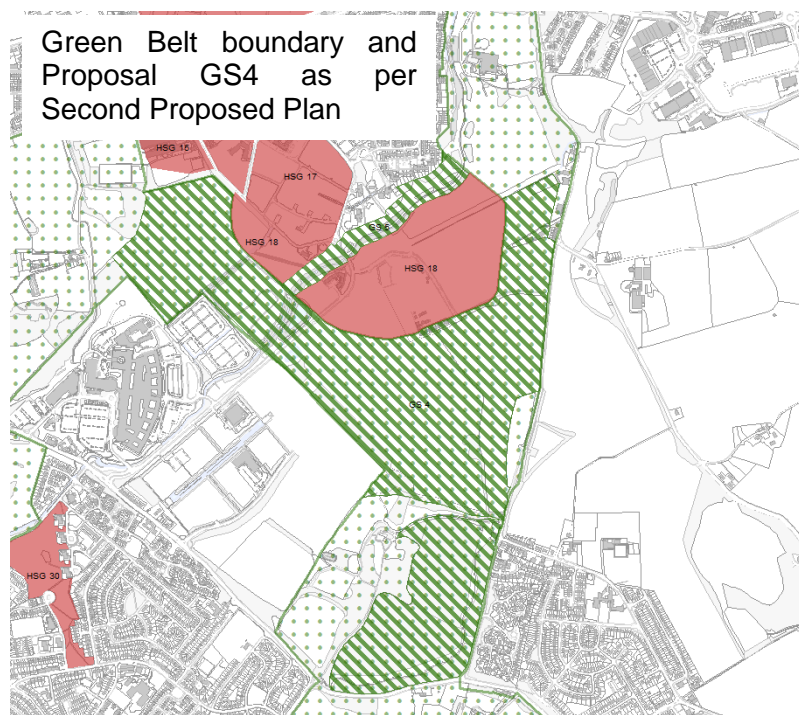 Green Belt boundary and
Proposal GS4 as per
Second Proposed Plan
HSG 15
HSG 17
GS 6
HSG 18
HSG 18
GS 4
HSG 30